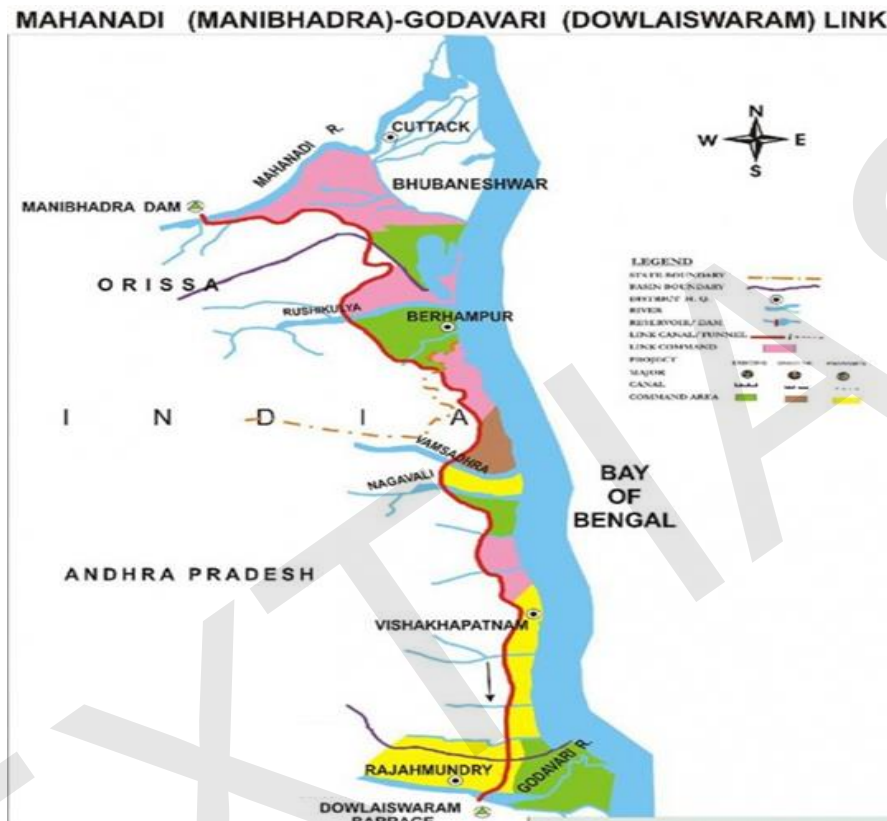 MAHANADI (MANIBHADRA)-GODAVARI (DOWLAISWARAM) LINK
N
W E
S
CUTTACK
MAHANADI R.
BHUBANESHWAR
MANIBHADRA DAM
LEGEND
STATE BOUNDARY
BASIN BOUNDARY
DISTRICT H. Q.
RIVER
RESERVOIR/ DAM
LINK CANAL/TUNNEL
LINK COMMAND
PROJECT
MAJOR
CANAL
COMMAND AREA
ORISSA
RUSHIKULYA
BERHAMPUR
I N D I A
VAMSADHRA
NAGAVALI
BAY
OF
BENGAL
ANDHRA PRADESH
VISHAKHAPATNAM
RAJAHMUNDRY
GODAVARI R.
DOWLAISWARAM